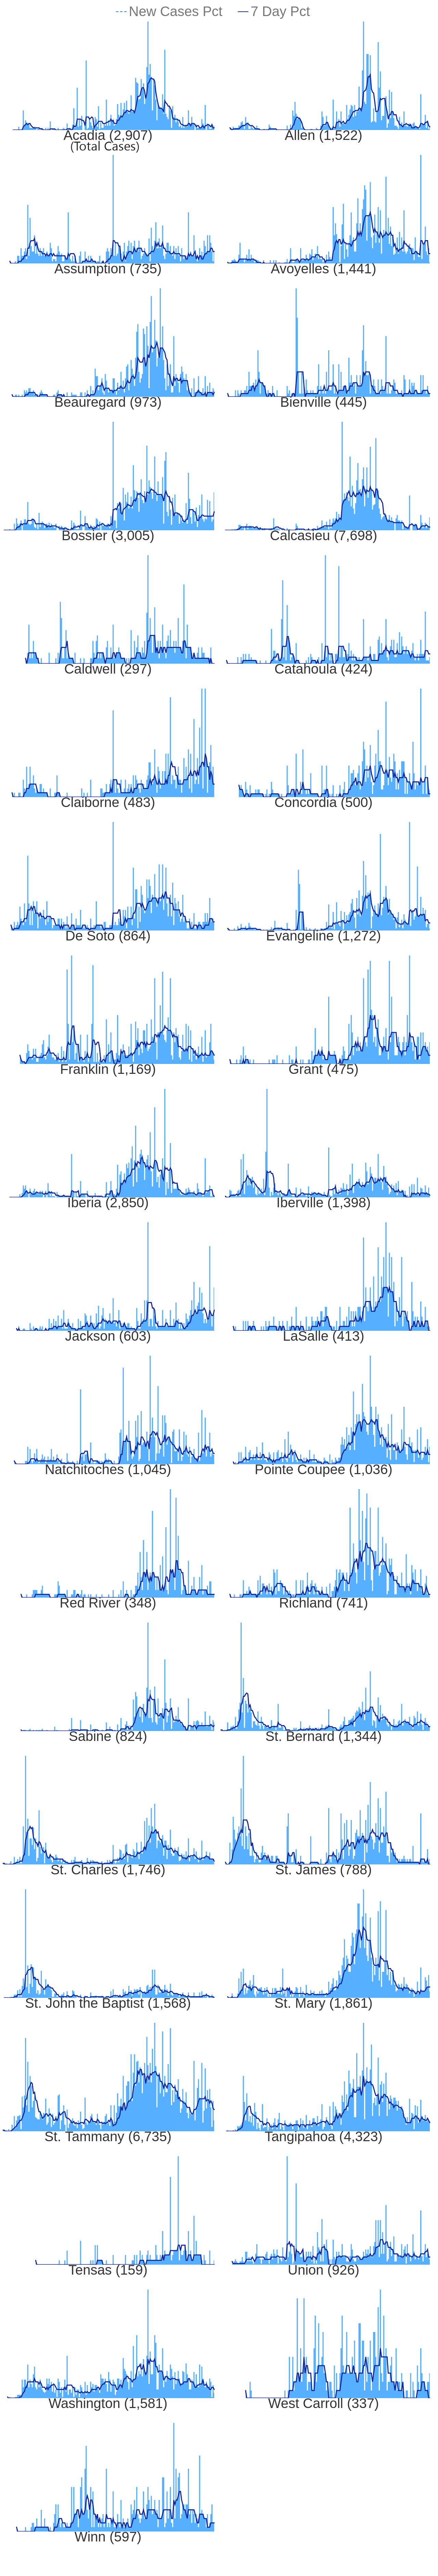 New Cases Pct 7 Day Pct
Acadia (2,907) Allen (1,522)
(Total Cases)
Assumption (735) Avoyelles (1,441)
Beauregard (973) Bienville (445)
Bossier (3,005) Calcasieu (7,698)
Caldwell (297) Catahoula (424)
Claiborne (483) Concordia (500)
De Soto (864) Evangeline (1,272)
Franklin (1,169) Grant (475)
Iberia (2,850) Iberville (1,398)
Jackson (603) LaSalle (413)
Natchitoches (1,045) Pointe Coupee (1,036)
Red River (348) Richland (741)
Sabine (824) St. Bernard (1,344)
St. Charles (1,746) St. James (788)
St. John the Baptist (1,568) St. Mary (1,861)
St. Tammany (6,735) Tangipahoa (4,323)
Tensas (159) Union (926)
Washington (1,581) West Carroll (337)
Winn (597)